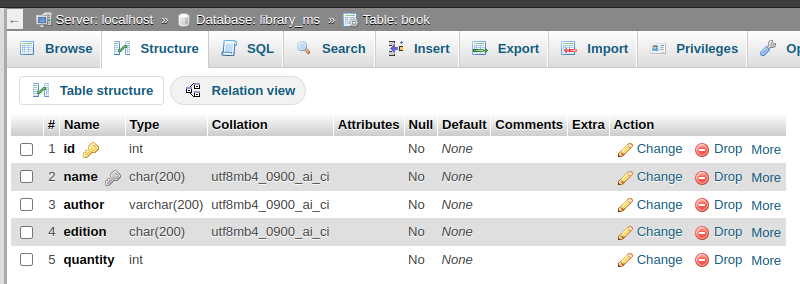 ← Server: localhost » Database: library_ms » Table: book
Browse Structure SQL Search Insert Export Import Privileges
Table structure Relation view
# Name Type Collation Attributes Null Default Comments Extra Action
1 id int No None Change Drop More
2 name char(200) utf8mb4_0900_ai_ci No None Change Drop More
3 author varchar(200) utf8mb4_0900_ai_ci No None Change Drop More
4 edition char(200) utf8mb4_0900_ai_ci No None Change Drop More
5 quantity int No None Change Drop More